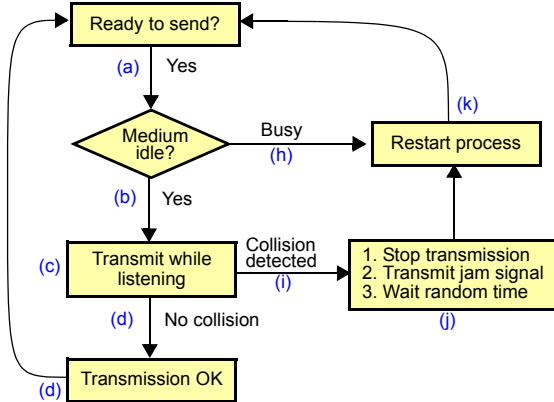 Ready to send?
(a) Yes
(k)
Medium
idle?
Busy
(h)
Restart process
(b) Yes
(c)
Transmit while
listening
Collision
detected
(i)
1. Stop transmission
2. Transmit jam signal
3. Wait random time
(j)
(d) No collision
(d)
Transmission OK